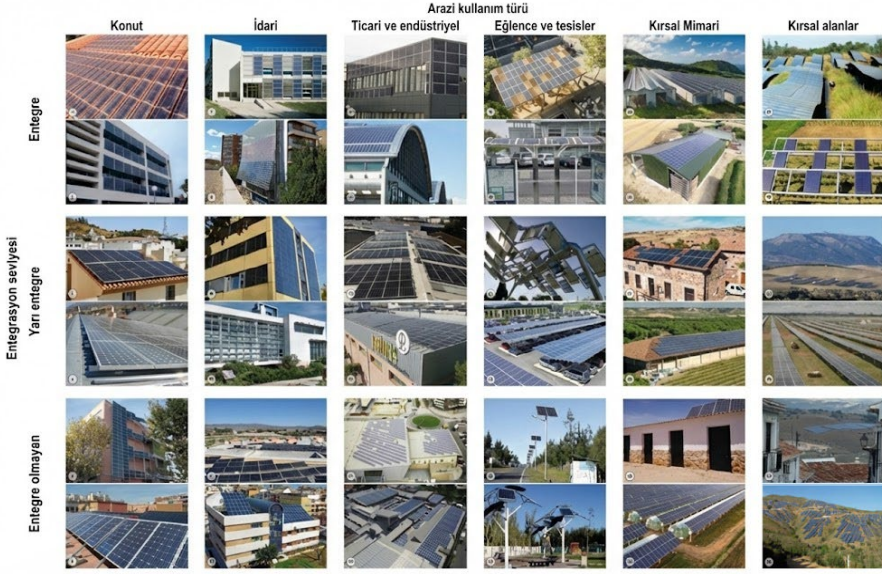 Arazi kullanım türü
Konut
İdari
Ticari ve endüstriyel
Eğlence ve tesisler
Kırsal Mimari
Kırsal alanlar
Entegrasyon seviyesi
Entegre
Yarı entegre
Entegre olmayan